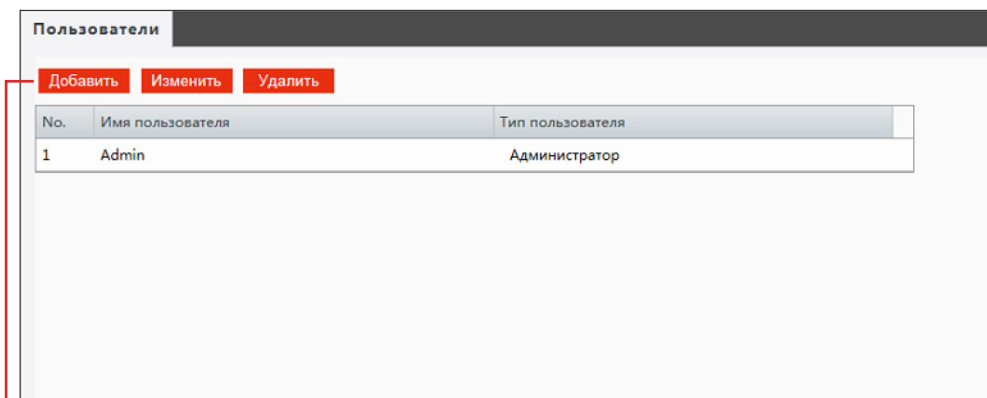 Пользователи
Добавить Изменить Удалить
No. Имя пользователя Тип пользователя
1 Admin Администратор